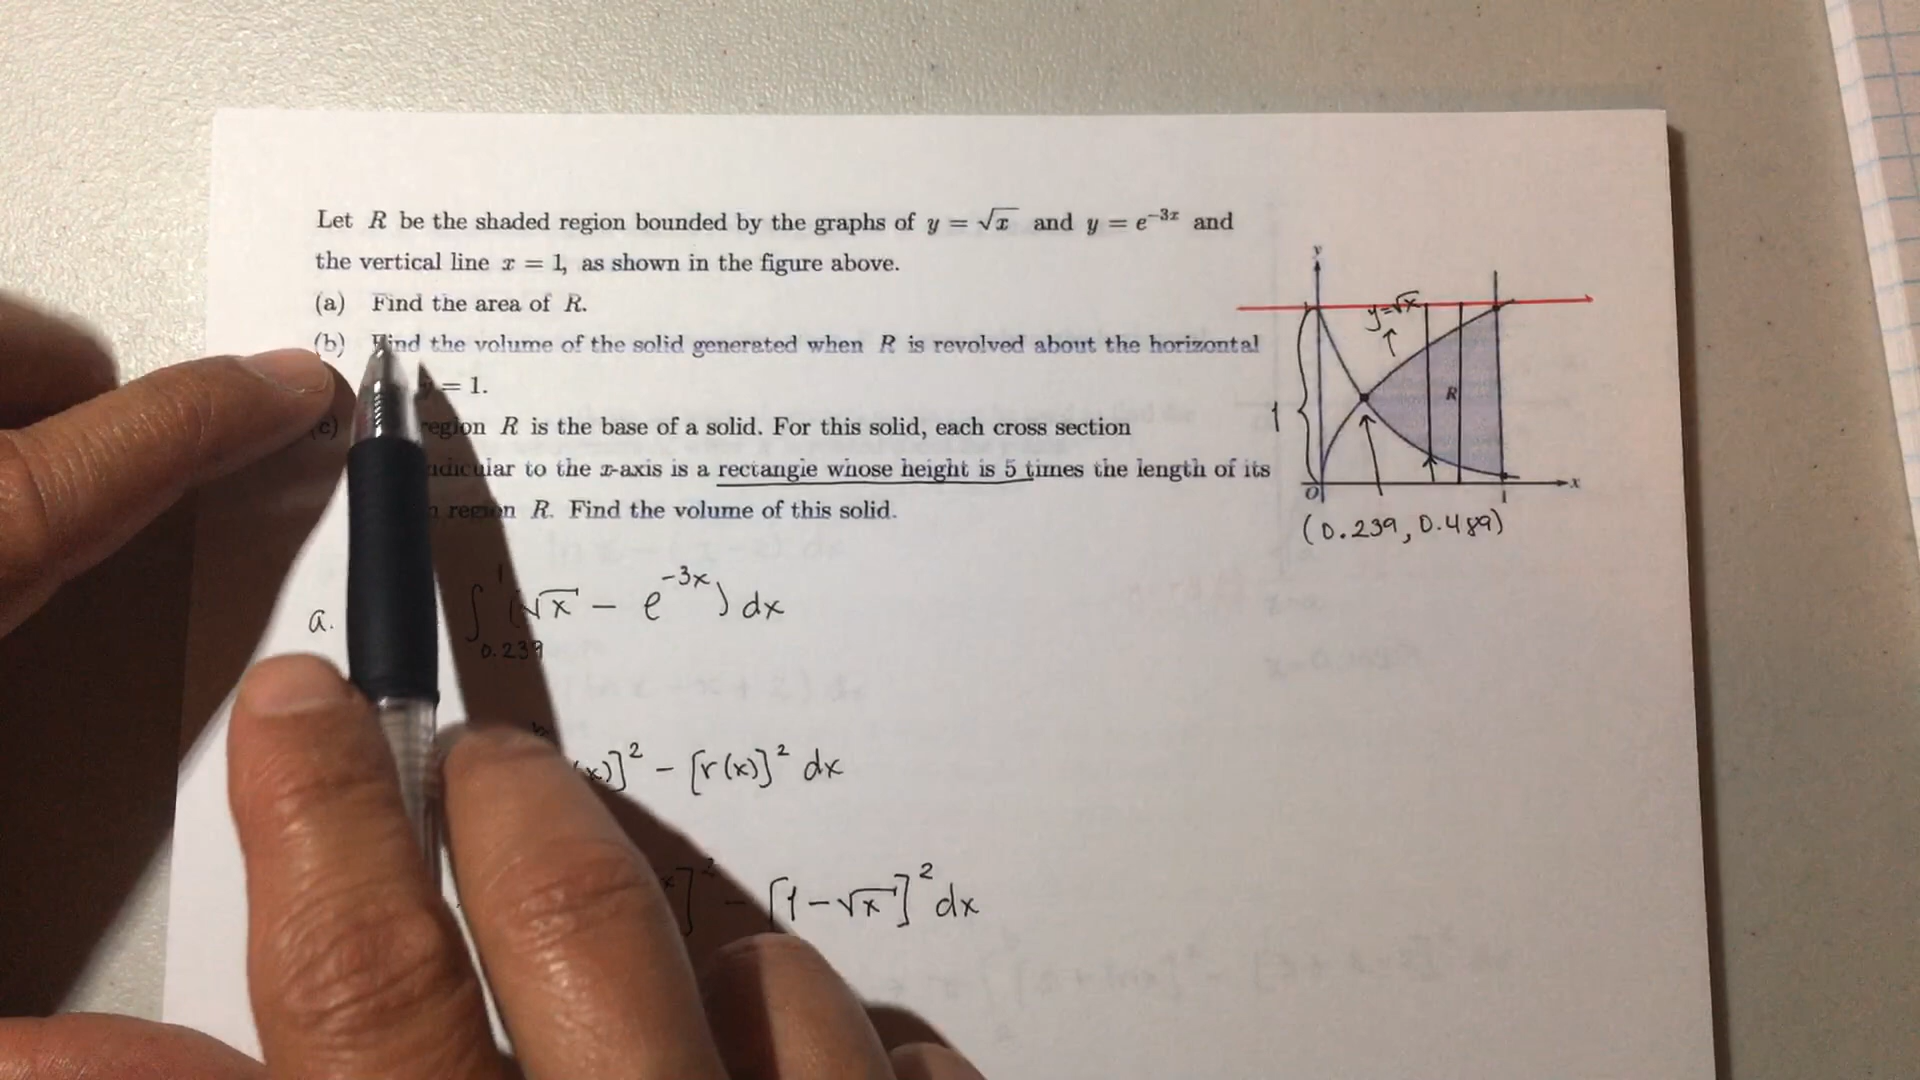 Let R be the shaded region bounded by the graphs of y = √x and y = e^{-3x} and
the vertical line x = 1, as shown in the figure above.
(a) Find the area of R.
(b) Find the volume of the solid generated when R is revolved about the horizontal
= 1.
(c) region R is the base of a solid. For this solid, each cross section
to the x-axis is a rectangle whose height is 5 times the length of its
region R. Find the volume of this solid.
y
y=√x
1
R
O
1
x
(0.239, 0.489)
a. ∫_{0.239}^{1} (√x − e^{-3x}) dx
(x)]² − [r(x)]² dx
x]² − [1−√x]² dx